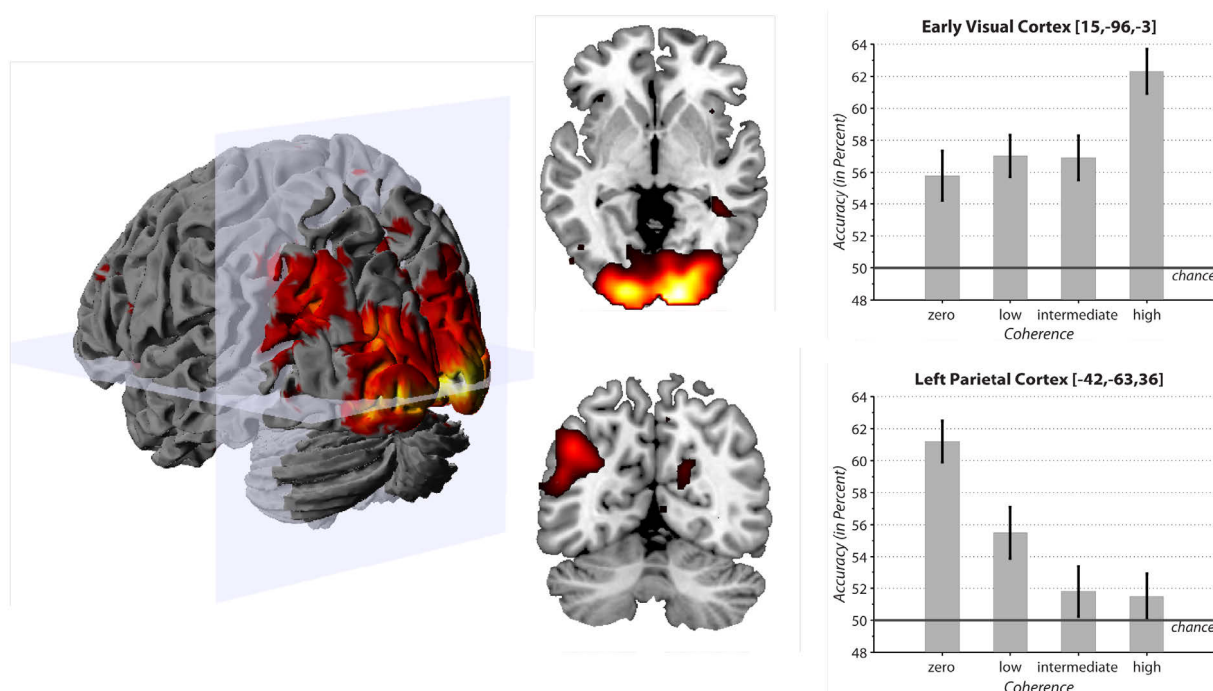 Early Visual Cortex [15,-96,-3]
Accuracy (in Percent)
64
62
60
58
56
54
52
50
48
chance
zero low intermediate high
Coherence
Left Parietal Cortex [-42,-63,36]
Accuracy (in Percent)
64
62
60
58
56
54
52
50
48
chance
zero low intermediate high
Coherence